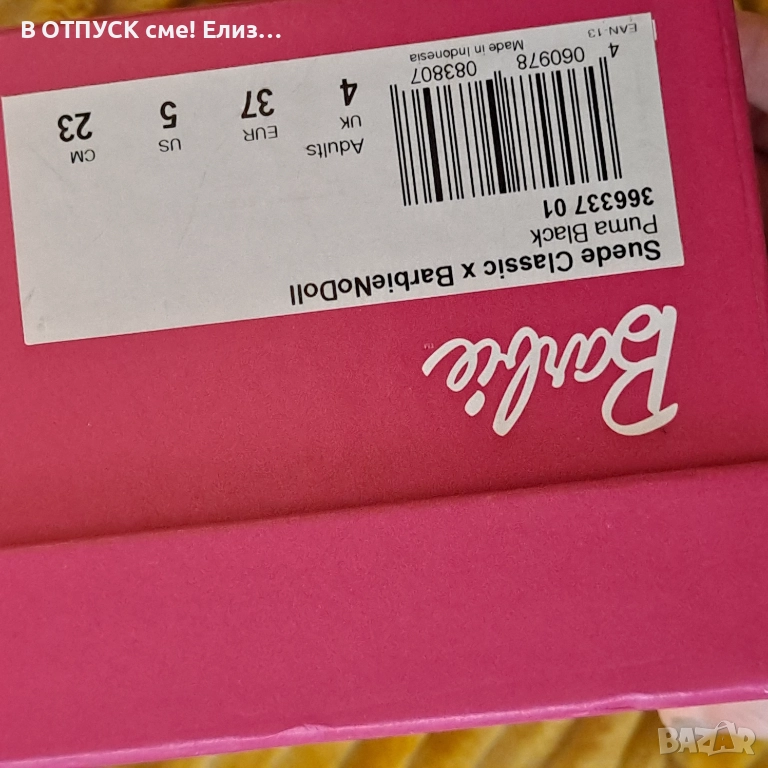 В ОТПУСК сме! Елиз...
Barbie
Suede Classic x BarbieNoDoll
Puma Black
366337 01
Adults
UK EUR US CM
4 37 5 23
4 060978 083807
Made in Indonesia
EAN-13
BAZAR